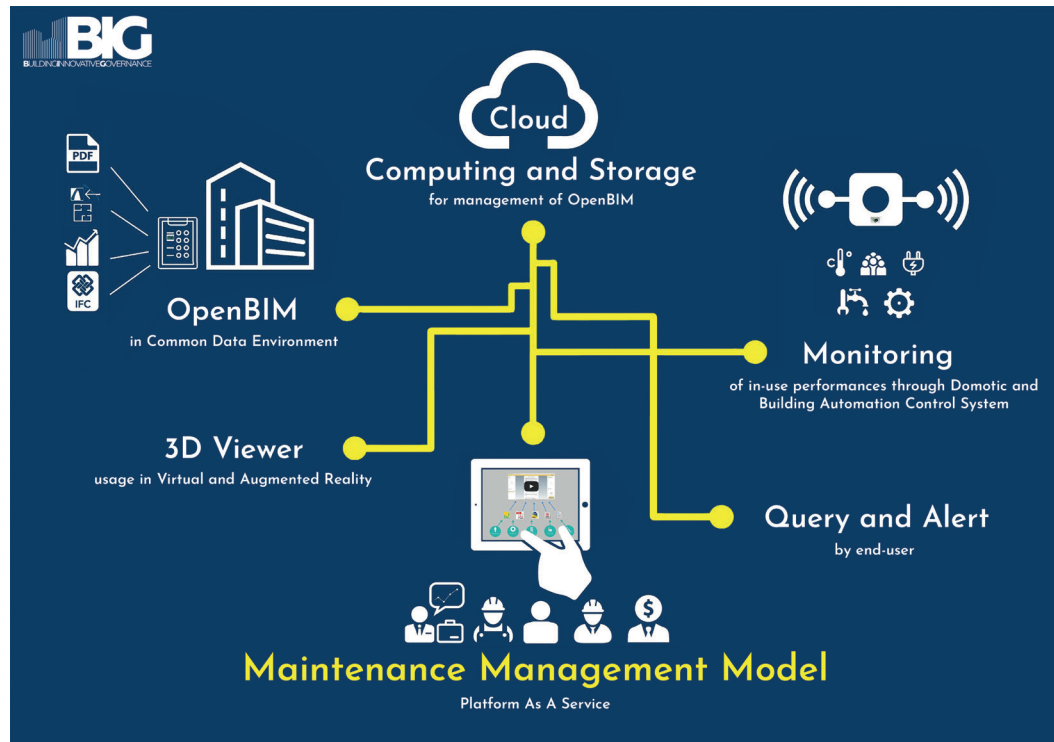 BIG
BUILDINGINNOVATIVEGOVERNANCE
Cloud
Computing and Storage
for management of OpenBIM
PDF
IFC
OpenBIM
in Common Data Environment
C°
Monitoring
of in-use performances through Domotic and
Building Automation Control System
3D Viewer
usage in Virtual and Augmented Reality
Query and Alert
by end-user
$
Maintenance Management Model
Platform As A Service